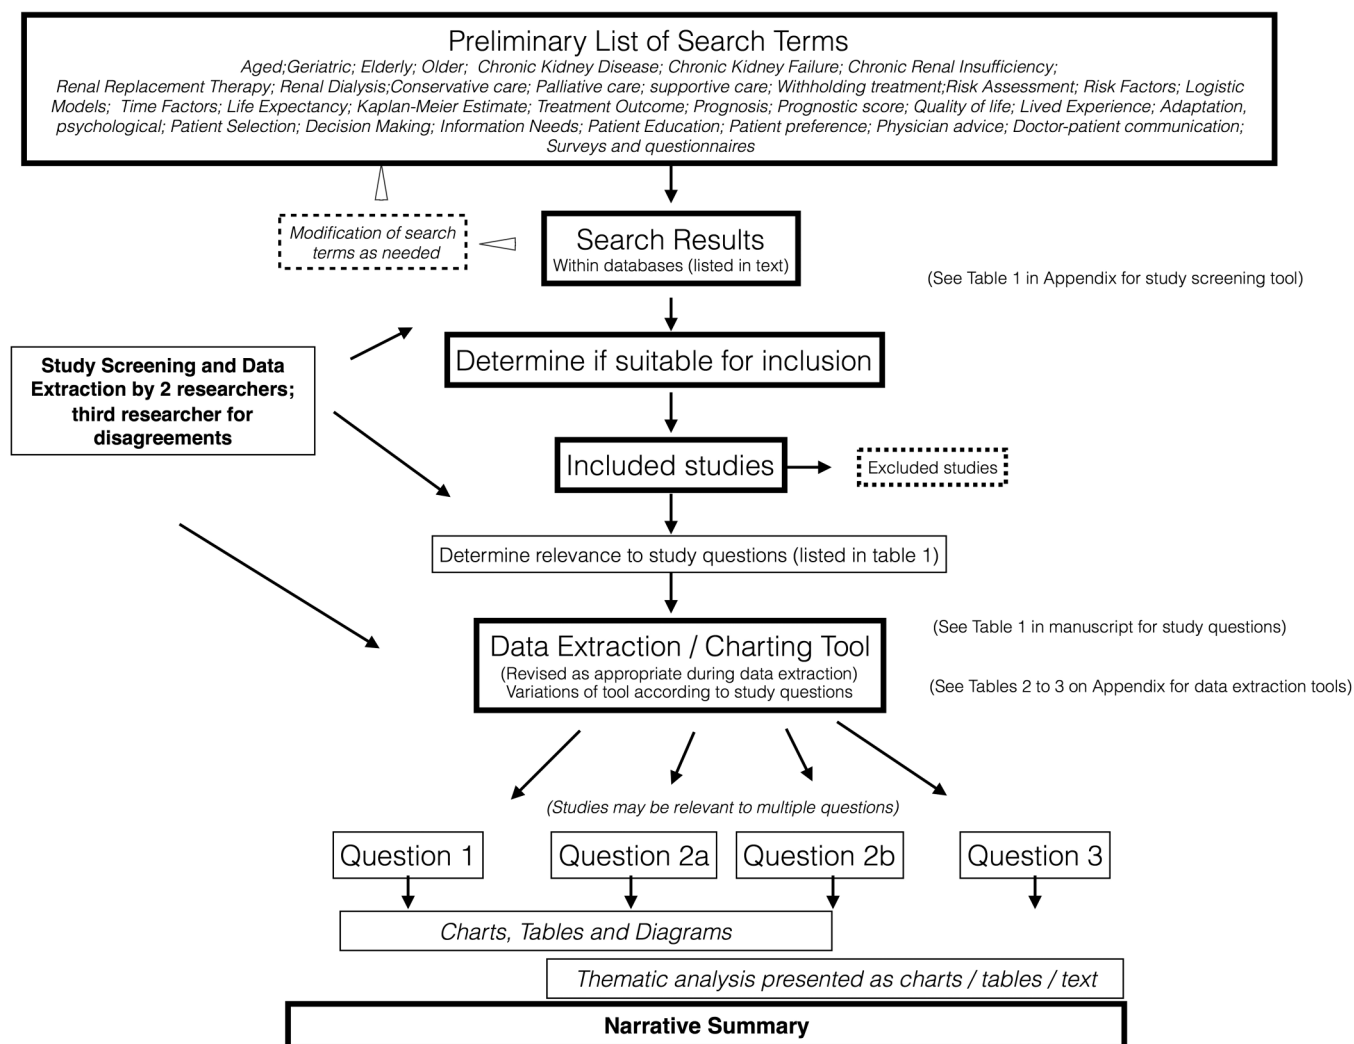 Preliminary List of Search Terms
Aged;Geriatric; Elderly; Older;  Chronic Kidney Disease; Chronic Kidney Failure; Chronic Renal Insufficiency;
Renal Replacement Therapy; Renal Dialysis;Conservative care; Palliative care; supportive care; Withholding treatment;Risk Assessment; Risk Factors; Logistic
Models;  Time Factors; Life Expectancy; Kaplan-Meier Estimate; Treatment Outcome; Prognosis; Prognostic score; Quality of life; Lived Experience; Adaptation,
psychological; Patient Selection; Decision Making; Information Needs; Patient Education; Patient preference; Physician advice; Doctor-patient communication;
Surveys and questionnaires
Modification of search
terms as needed
Search Results
Within databases (listed in text)
(See Table 1 in Appendix for study screening tool)
Study Screening and Data
Extraction by 2 researchers;
third researcher for
disagreements
Determine if suitable for inclusion
Included studies
Excluded studies
Determine relevance to study questions (listed in table 1)
Data Extraction / Charting Tool
(Revised as appropriate during data extraction)
Variations of tool according to study questions
(See Table 1 in manuscript for study questions)
(See Tables 2 to 3 on Appendix for data extraction tools)
(Studies may be relevant to multiple questions)
Question 1
Question 2a
Question 2b
Question 3
Charts, Tables and Diagrams
Thematic analysis presented as charts / tables / text
Narrative Summary